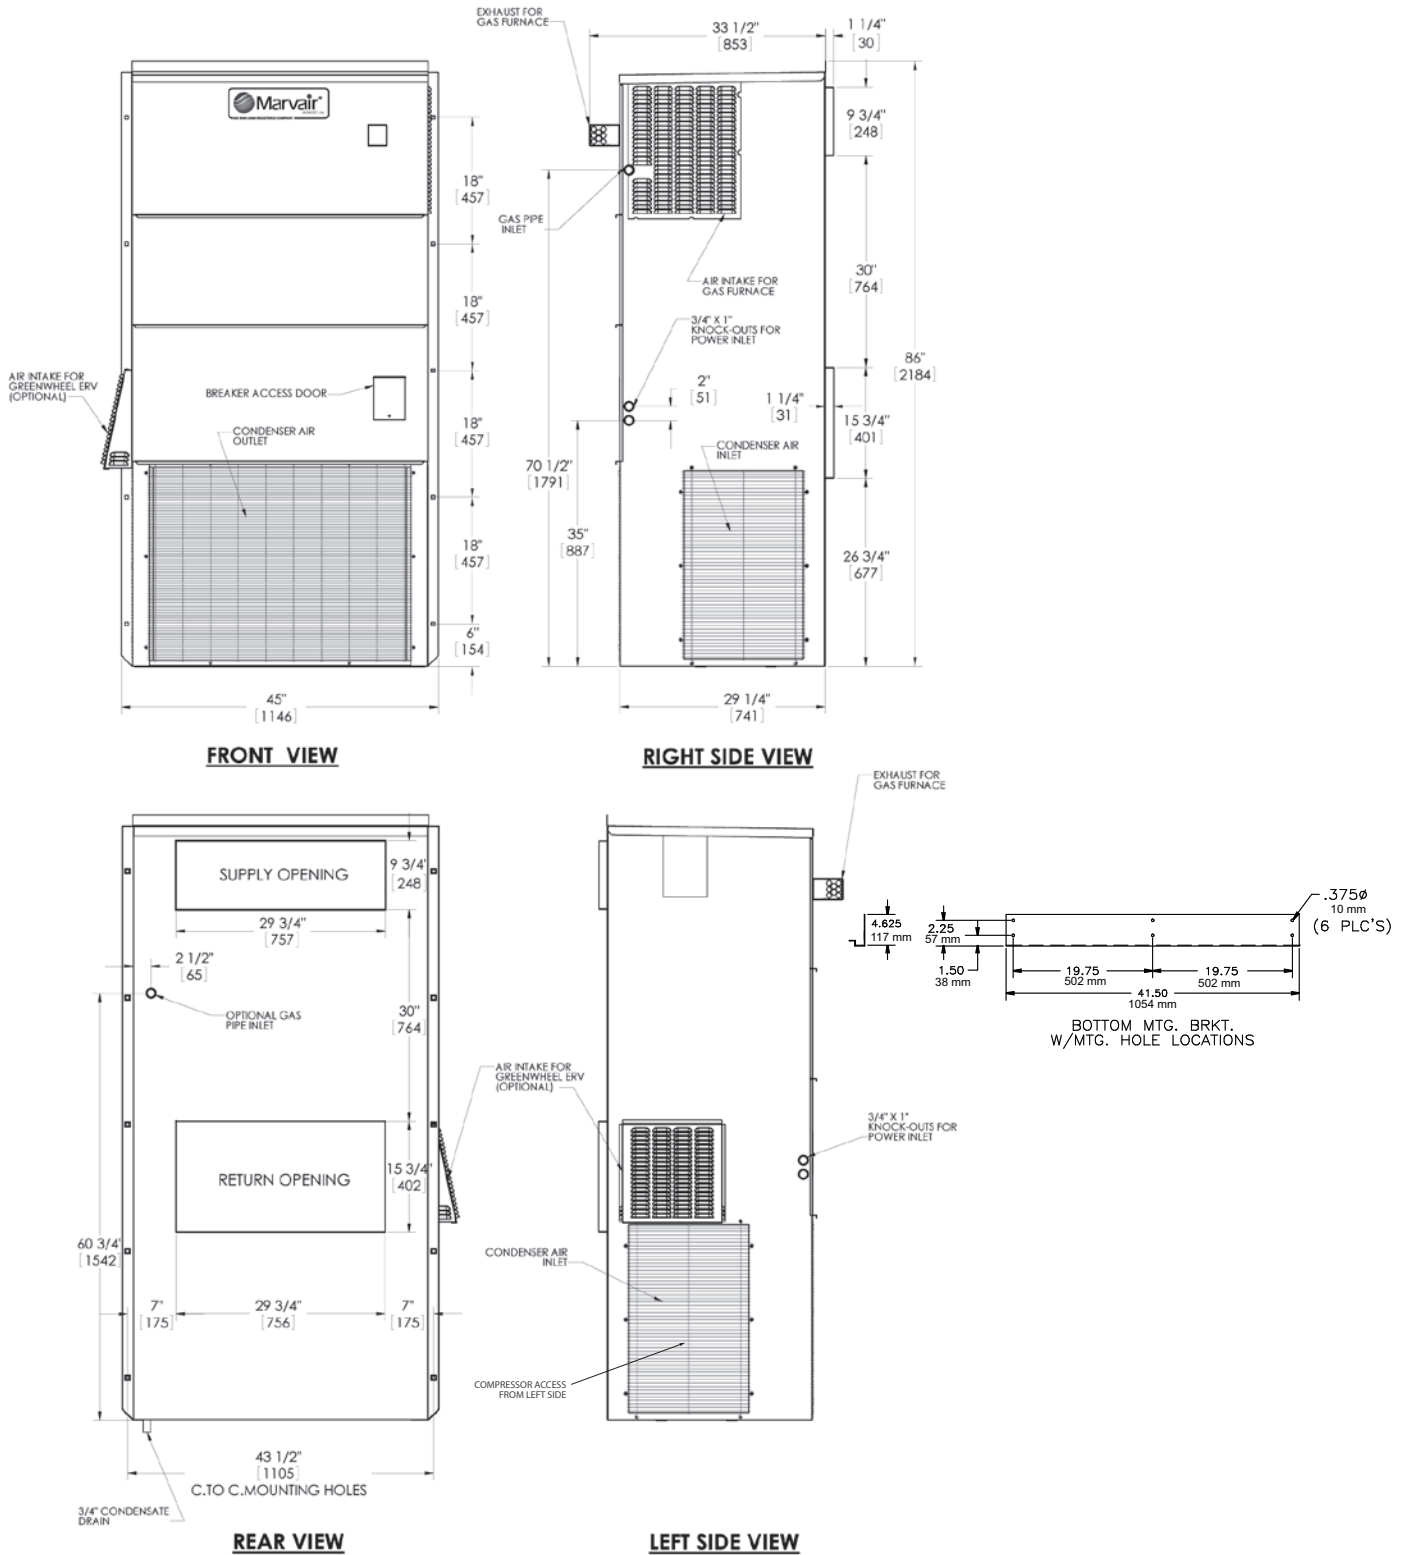 EXHAUST FOR
GAS FURNACE
33 1/2"
[853]
1 1/4"
[30]
Marvair
9 3/4"
[248]
18"
[457]
GAS PIPE
INLET
AIR INTAKE FOR
GAS FURNACE
30"
[764]
18"
[457]
3/4" X 1"
KNOCK-OUTS FOR
POWER INLET
86"
[2184]
AIR INTAKE FOR
GREENWHEEL ERV
(OPTIONAL)
BREAKER ACCESS DOOR
2"
[51]
1 1/4"
[31]
15 3/4"
[401]
18"
[457]
CONDENSER AIR
OUTLET
CONDENSER AIR
INLET
70 1/2"
[1791]
18"
[457]
35"
[887]
26 3/4"
[677]
6"
[154]
45"
[1146]
29 1/4"
[741]
FRONT VIEW
RIGHT SIDE VIEW
EXHAUST FOR
GAS FURNACE
SUPPLY OPENING
9 3/4'
[248]
29 3/4"
[757]
2 1/2"
[65]
OPTIONAL GAS
PIPE INLET
30"
[764]
4.625
117 mm
2.25
57 mm
1.50
38 mm
.375ø
10 mm
(6 PLC'S)
19.75
502 mm
19.75
502 mm
41.50
1054 mm
BOTTOM MTG. BRKT.
W/MTG. HOLE LOCATIONS
AIR INTAKE FOR
GREENWHEEL ERV
(OPTIONAL)
3/4" X 1"
KNOCK-OUTS FOR
POWER INLET
RETURN OPENING
15 3/4'
[402]
60 3/4'
[1542]
CONDENSER AIR
INLET
7"
[175]
29 3/4"
[756]
7"
[175]
COMPRESSOR ACCESS
FROM LEFT SIDE
43 1/2"
[1105]
C.TO C.MOUNTING HOLES
3/4" CONDENSATE
DRAIN
REAR VIEW
LEFT SIDE VIEW